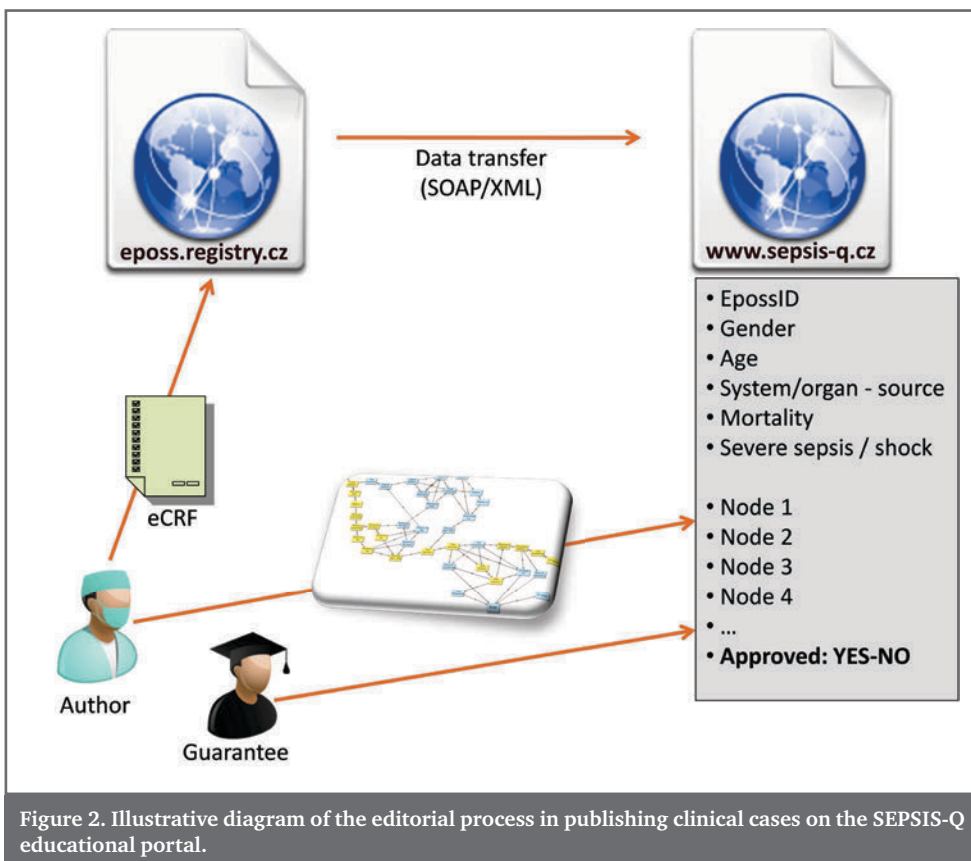 eposs.registry.cz
Data transfer
(SOAP/XML)
www.sepsis-q.cz
• EpossID
• Gender
• Age
• System/organ - source
• Mortality
• Severe sepsis / shock
• Node 1
• Node 2
• Node 3
• Node 4
• ...
• Approved: YES-NO
eCRF
Author
Guarantee
Figure 2. Illustrative diagram of the editorial process in publishing clinical cases on the SEPSIS-Q
educational portal.